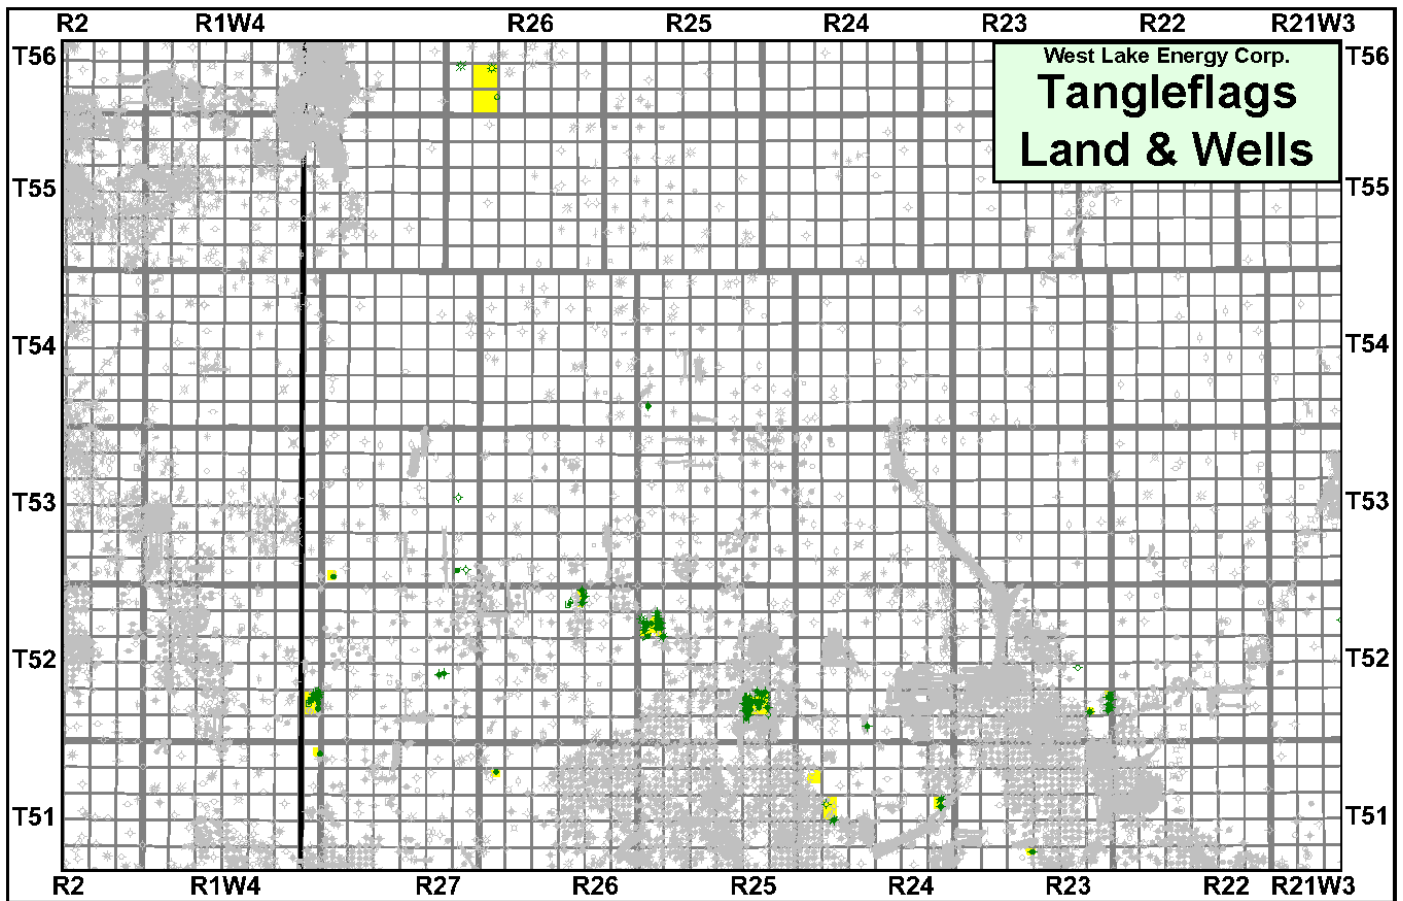 R2 R1W4 R26 R25 R24 R23 R22 R21W3
West Lake Energy Corp.
Tangleflags
Land & Wells
T56 T56
T55 T55
T54 T54
T53 T53
T52 T52
T51 T51
R2 R1W4 R27 R26 R25 R24 R23 R22 R21W3